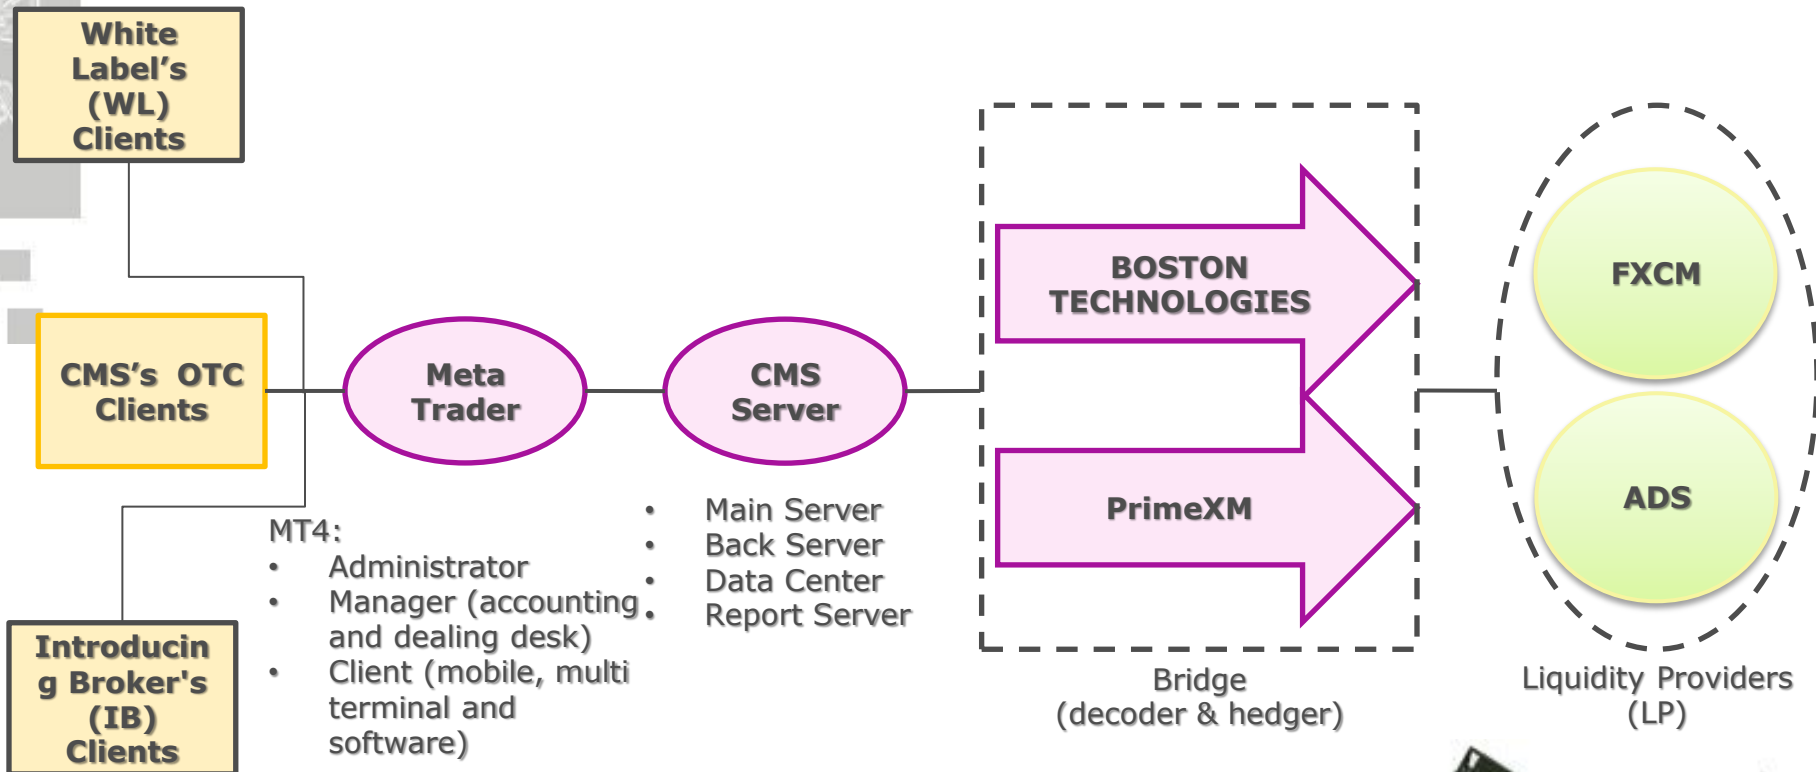 White
Label’s
(WL)
Clients
CMS’s OTC
Clients
Introducin
g Broker's
(IB)
Clients
Meta
Trader
MT4:
• Administrator
• Manager (accounting
and dealing desk)
• Client (mobile, multi
terminal and
software)
CMS
Server
• Main Server
• Back Server
• Data Center
• Report Server
BOSTON
TECHNOLOGIES
PrimeXM
Bridge
(decoder & hedger)
FXCM
ADS
Liquidity Providers
(LP)